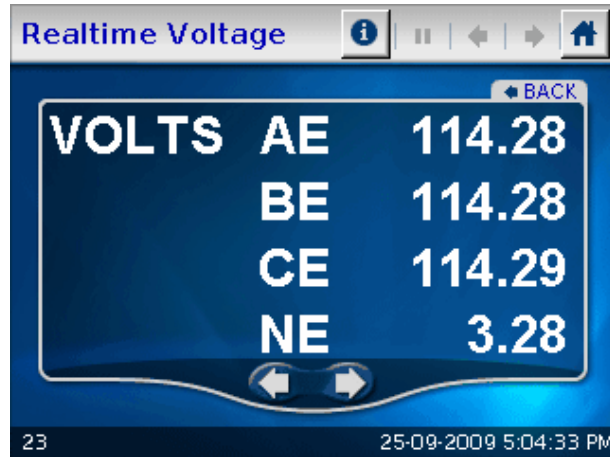 Realtime Voltage
BACK
VOLTS AE 114.28
BE 114.28
CE 114.29
NE 3.28
23 25-09-2009 5:04:33 PM